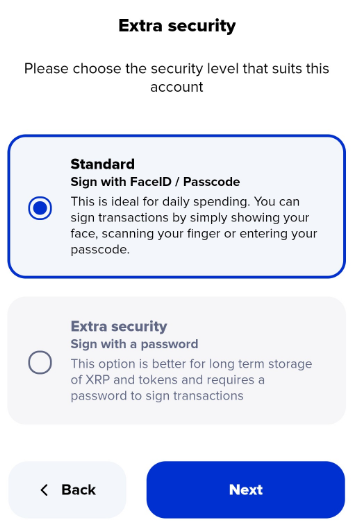 Extra security
Please choose the security level that suits this
account
Standard
Sign with FaceID / Passcode
This is ideal for daily spending. You can
sign transactions by simply showing your
face, scanning your finger or entering your
passcode.
Extra security
Sign with a password
This option is better for long term storage
of XRP and tokens and requires a
password to sign transactions
Back
Next